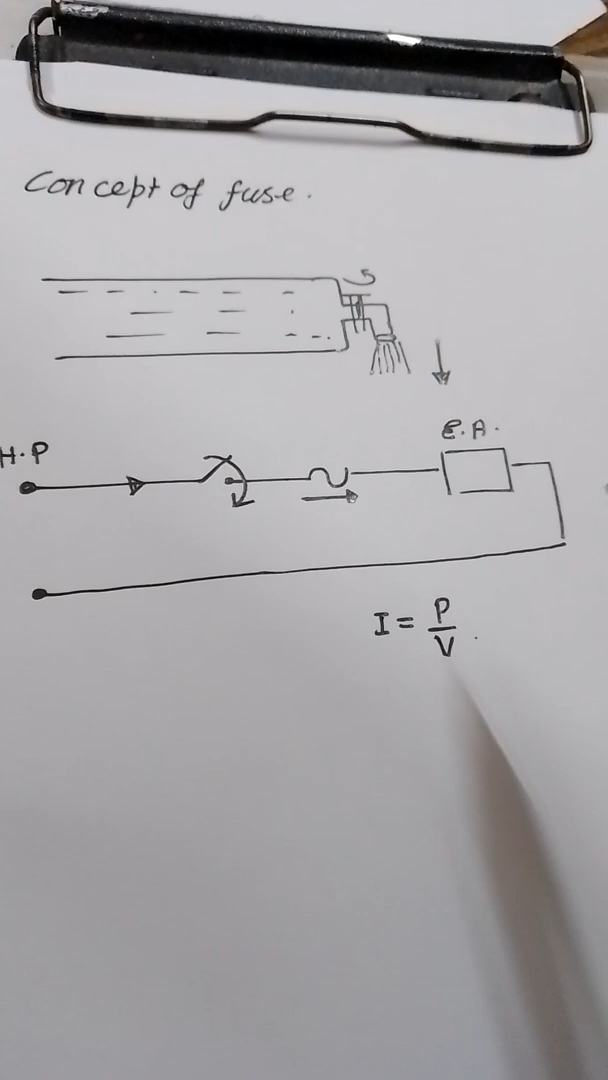 Concept of fuse.
H.P
E.A.
I = P/V